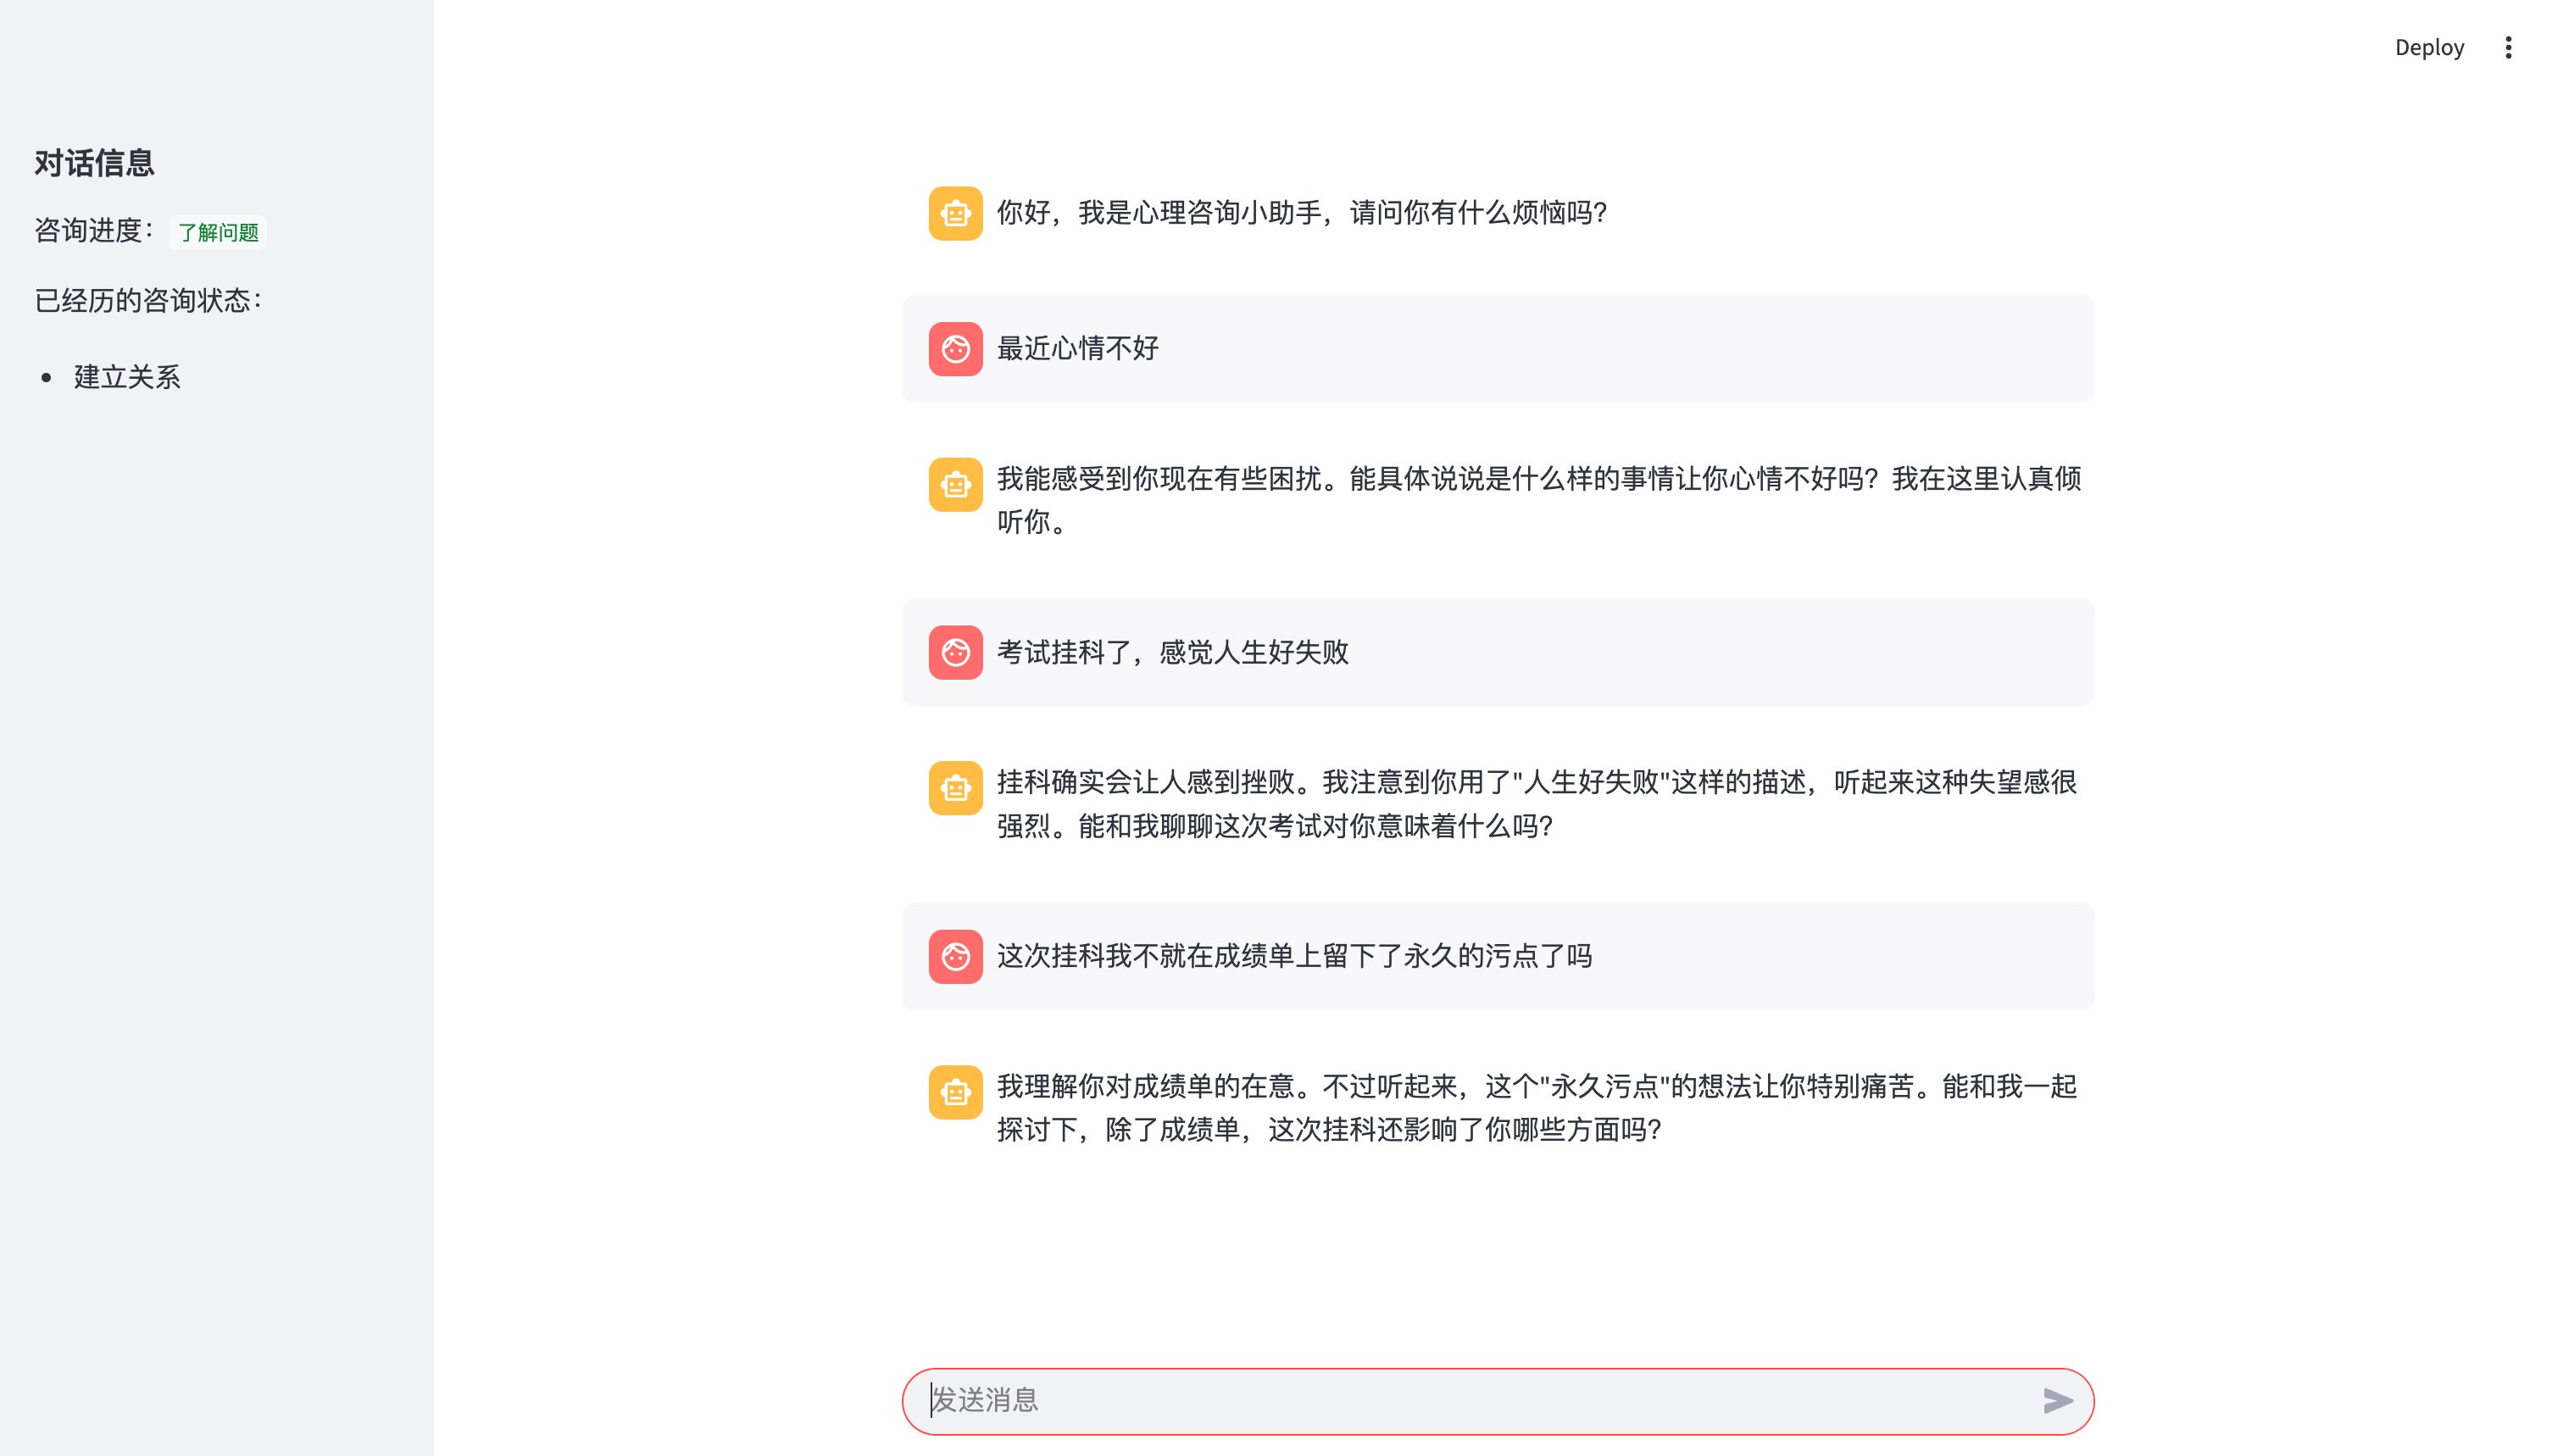 Deploy
对话信息
咨询进度：了解问题
已经历的咨询状态：
建立关系
你好，我是心理咨询小助手，请问你有什么烦恼吗？
最近心情不好
我能感受到你现在有些困扰。能具体说说是什么样的事情让你心情不好吗？我在这里认真倾
听你。
考试挂科了，感觉人生好失败
挂科确实会让人感到挫败。我注意到你用了"人生好失败"这样的描述，听起来这种失望感很
强烈。能和我聊聊这次考试对你意味着什么吗？
这次挂科我不就在成绩单上留下了永久的污点了吗
我理解你对成绩单的在意。不过听起来，这个"永久污点"的想法让你特别痛苦。能和我一起
探讨下，除了成绩单，这次挂科还影响了你哪些方面吗？
发送消息